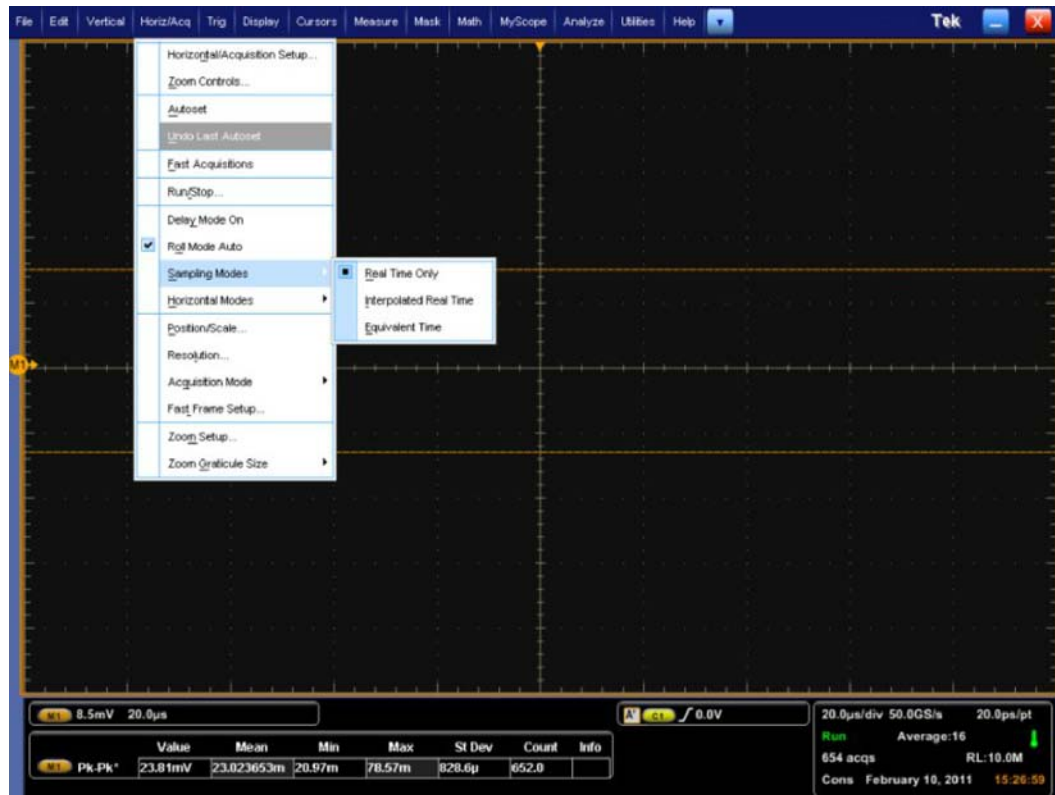 File Edit Vertical Horiz/Acq Trig Display Cursors Measure Mask Math MyScope Analyze Utilities Help Tek X
Horizontal/Acquisition Setup...
Zoom Controls...
Autoset
Undo Last Autoset
Fast Acquisitions
Run/Stop...
Delay Mode On
Roll Mode Auto
Sampling Modes
Real Time Only
Horizontal Modes
Interpolated Real Time
Equivalent Time
Position/Scale...
Resolution...
M1
Acquisition Mode
Fast Frame Setup...
Zoom Setup...
Zoom Graticule Size
M1 8.5mV 20.0µs
A' C1 0.0V
20.0µs/div 50.0GS/s 20.0ps/pt
Run Average:16
654 acqs RL:10.0M
Cons February 10, 2011 15:26:59
Value Mean Min Max St Dev Count Info
M1 Pk-Pk* 23.81mV 23.023653m 20.97m 78.57m 828.6µ 652.0